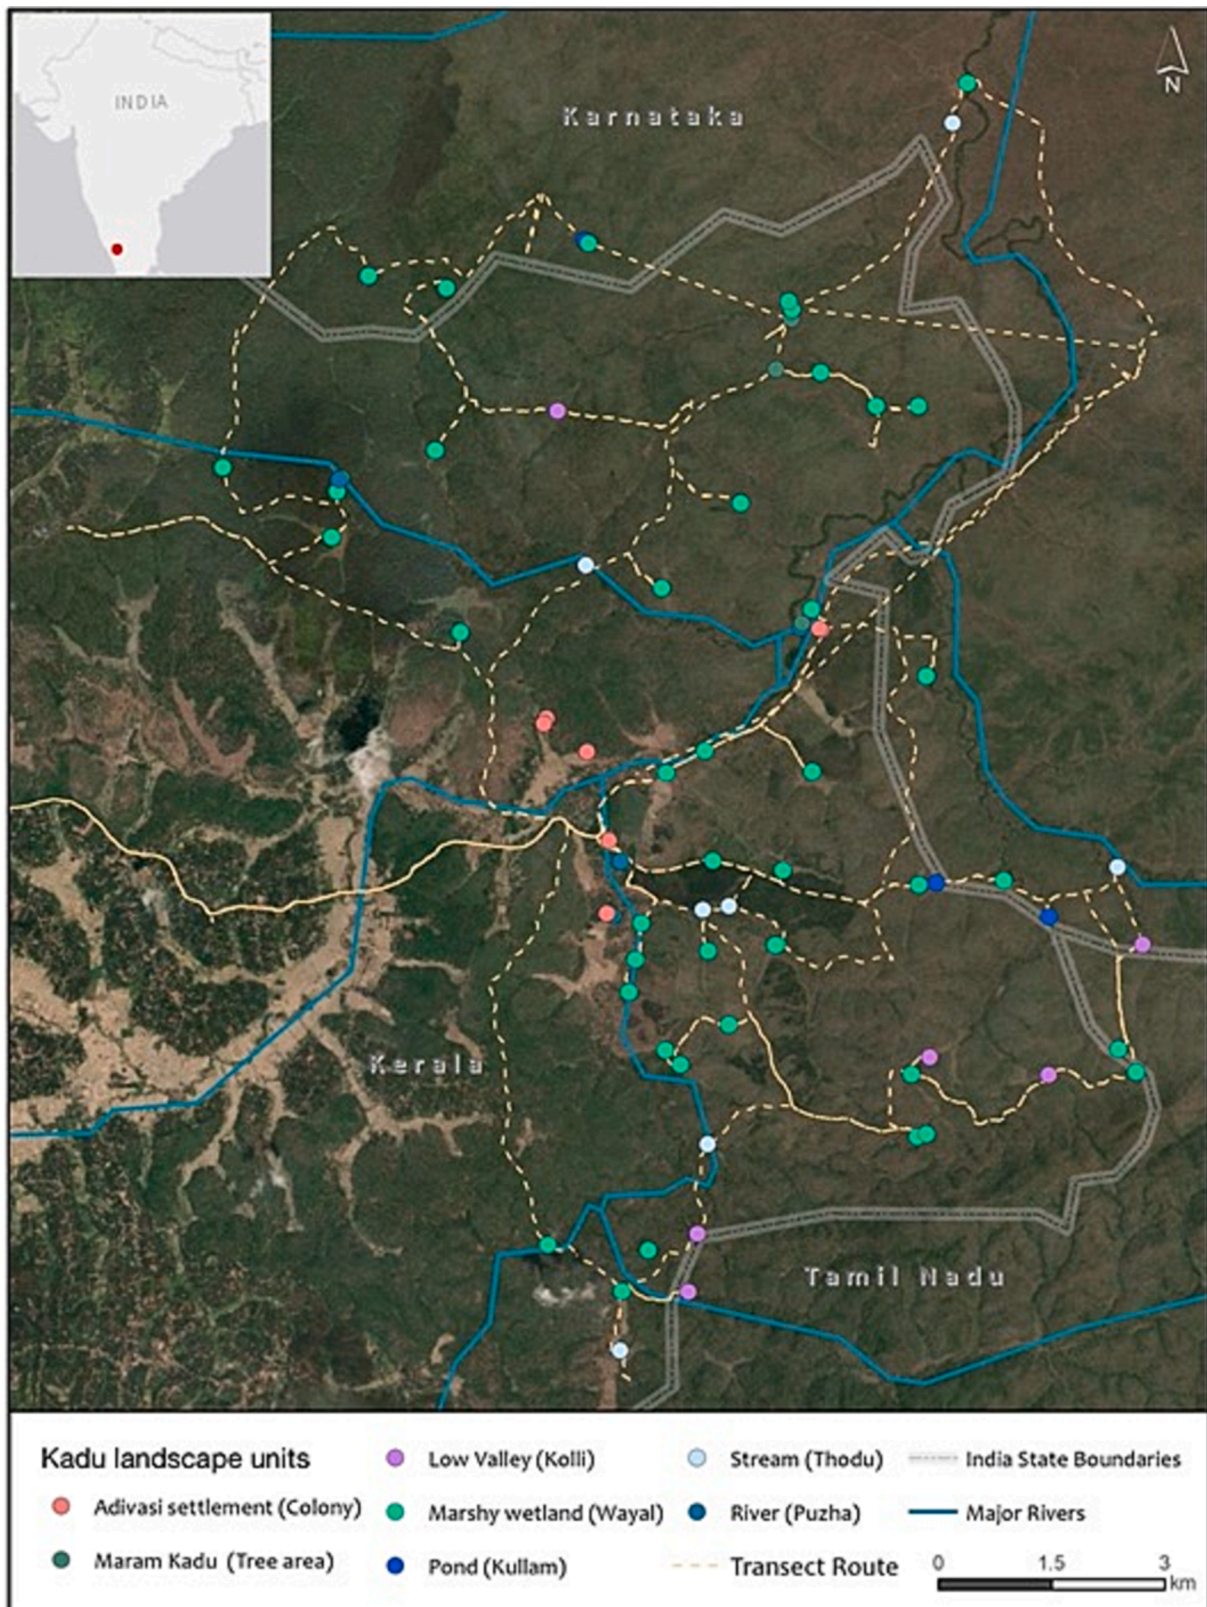 INDIA
Karnataka
N
Kerala
Tamil Nadu
Kadu landscape units
Adivasi settlement (Colony)
Maram Kadu (Tree area)
Low Valley (Kolli)
Marshy wetland (Wayal)
Pond (Kullam)
Stream (Thodu)
River (Puzha)
Transect Route
India State Boundaries
Major Rivers
0 1.5 3
km